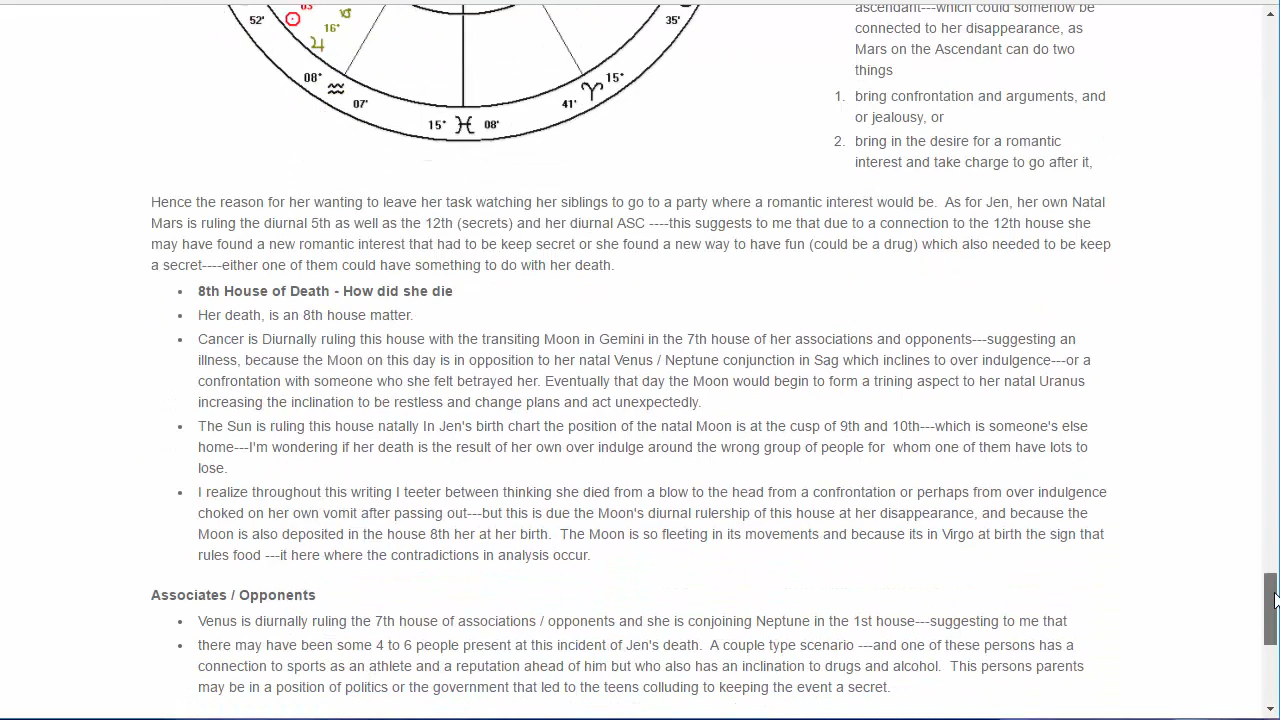 03
52'
16°
35'
08°
07'
15°
41'
15° 08'
ascendant---which could somehow be
connected to her disappearance, as
Mars on the Ascendant can do two
things
1. bring confrontation and arguments, and
or jealousy, or
2. bring in the desire for a romantic
interest and take charge to go after it,
Hence the reason for her wanting to leave her task watching her siblings to go to a party where a romantic interest would be.  As for Jen, her own Natal
Mars is ruling the diurnal 5th as well as the 12th (secrets) and her diurnal ASC ----this suggests to me that due to a connection to the 12th house she
may have found a new romantic interest that had to be keep secret or she found a new way to have fun (could be a drug) which also needed to be keep
a secret----either one of them could have something to do with her death.
• 8th House of Death - How did she die
• Her death, is an 8th house matter.
• Cancer is Diurnally ruling this house with the transiting Moon in Gemini in the 7th house of her associations and opponents---suggesting an
illness, because the Moon on this day is in opposition to her natal Venus / Neptune conjunction in Sag which inclines to over indulgence---or a
confrontation with someone who she felt betrayed her. Eventually that day the Moon would begin to form a trining aspect to her natal Uranus
increasing the inclination to be restless and change plans and act unexpectedly.
• The Sun is ruling this house natally In Jen's birth chart the position of the natal Moon is at the cusp of 9th and 10th---which is someone's else
home---I'm wondering if her death is the result of her own over indulge around the wrong group of people for  whom one of them have lots to
lose.
• I realize throughout this writing I teeter between thinking she died from a blow to the head from a confrontation or perhaps from over indulgence
choked on her own vomit after passing out---but this is due the Moon's diurnal rulership of this house at her disappearance, and because the
Moon is also deposited in the house 8th her at her birth.  The Moon is so fleeting in its movements and because its in Virgo at birth the sign that
rules food ---it here where the contradictions in analysis occur.
Associates / Opponents
• Venus is diurnally ruling the 7th house of associations / opponents and she is conjoining Neptune in the 1st house---suggesting to me that
• there may have been some 4 to 6 people present at this incident of Jen's death.  A couple type scenario ---and one of these persons has a
connection to sports as an athlete and a reputation ahead of him but who also has an inclination to drugs and alcohol.  This persons parents
may be in a position of politics or the government that led to the teens colluding to keeping the event a secret.